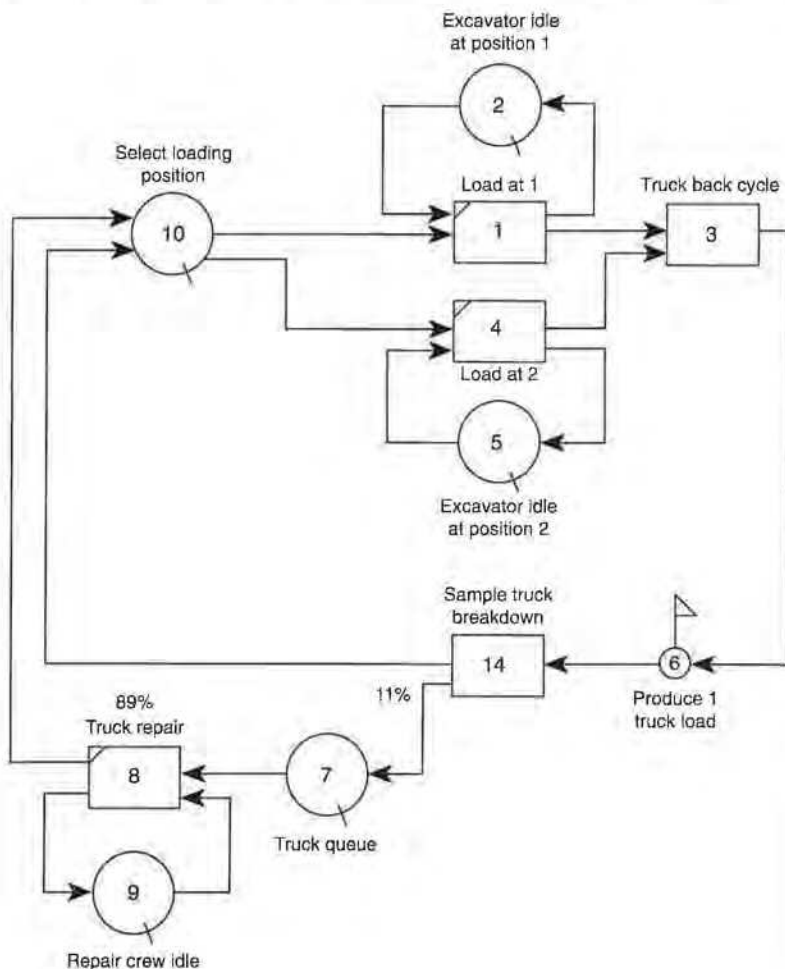 Excavator idle
at position 1
2
Select loading
position
10
Load at 1
1
Truck back cycle
3
4
Load at 2
5
Excavator idle
at position 2
Sample truck
breakdown
14
6
Produce 1
truck load
11%
89%
Truck repair
8
7
Truck queue
9
Repair crew idle